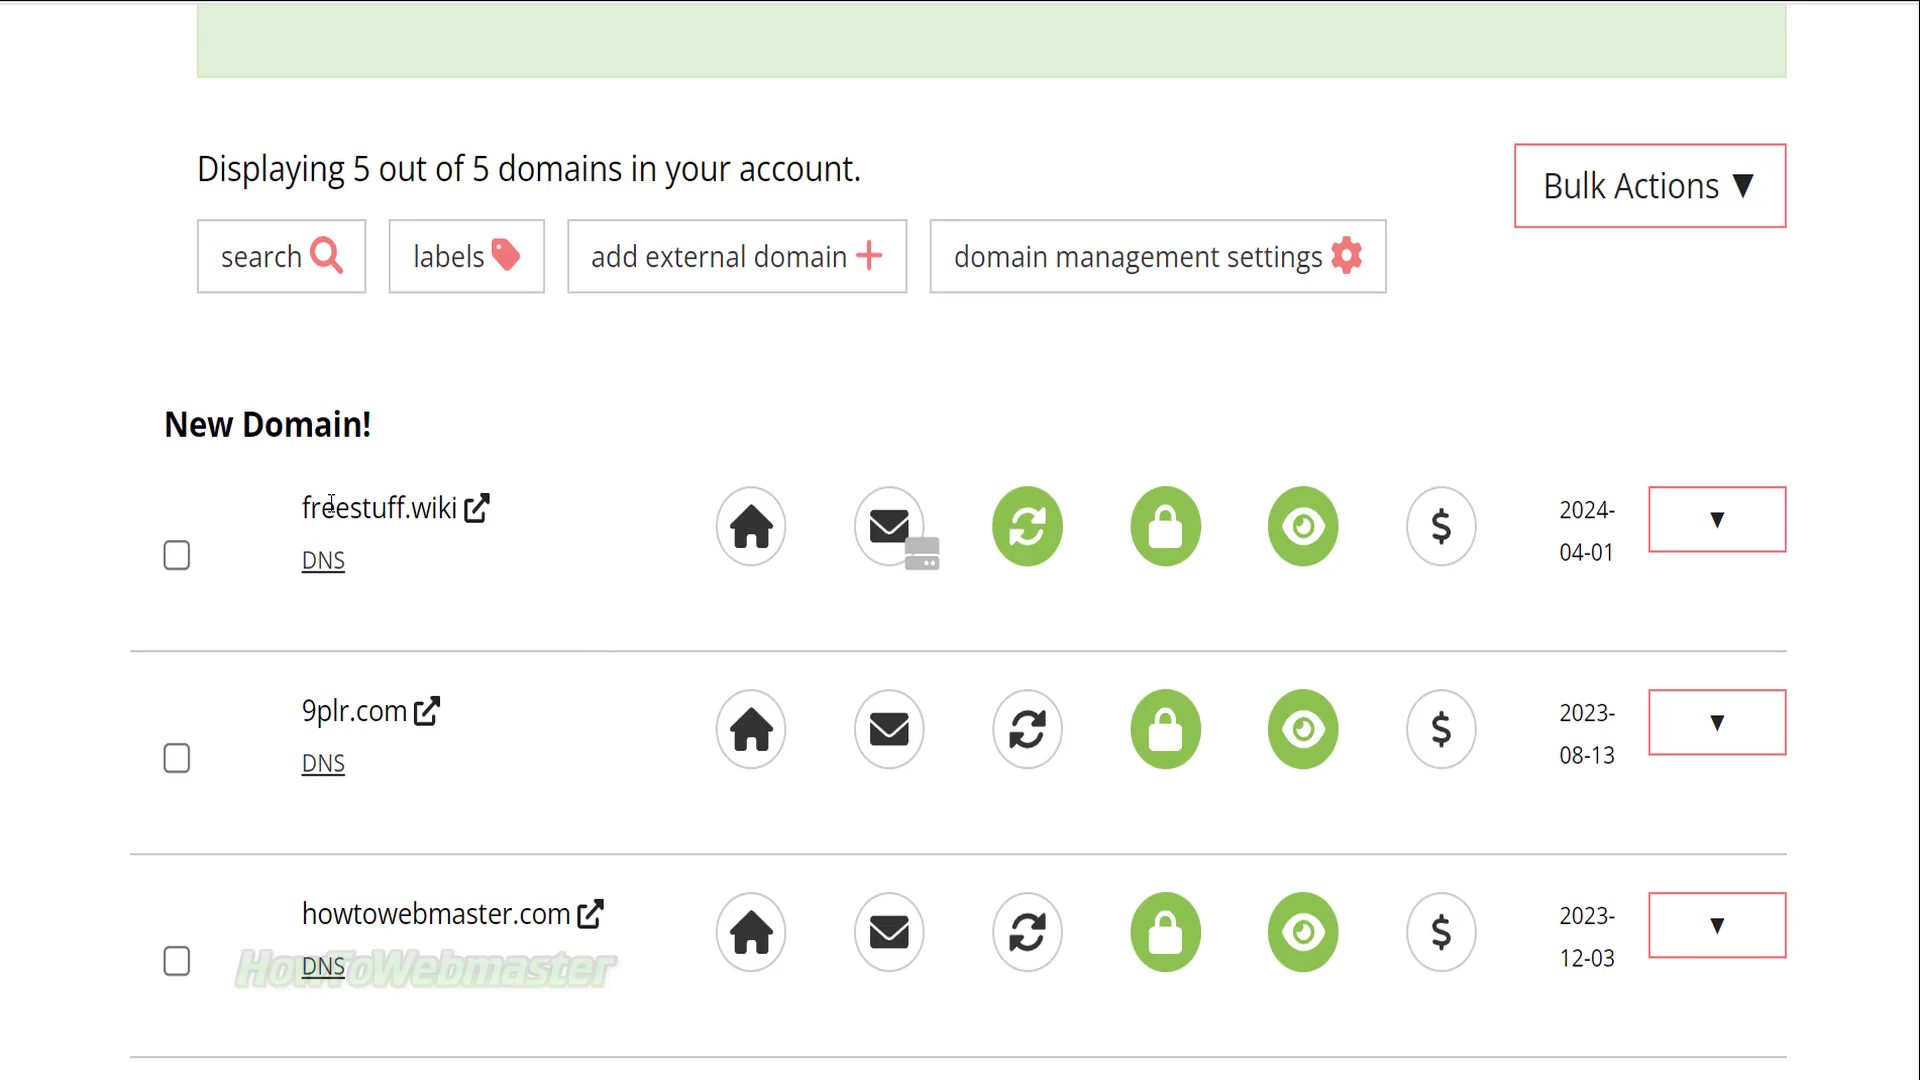 Displaying 5 out of 5 domains in your account.
Bulk Actions ▼
search
labels
add external domain
domain management settings
New Domain!
freestuff.wiki
DNS
$
2024-
04-01
▼
9plr.com
DNS
$
2023-
08-13
▼
howtowebmaster.com
DNS
$
2023-
12-03
▼
HowToWebmaster